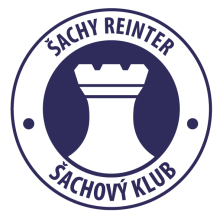 ŠACHY REINTER
ŠACHOVÝ KLUB